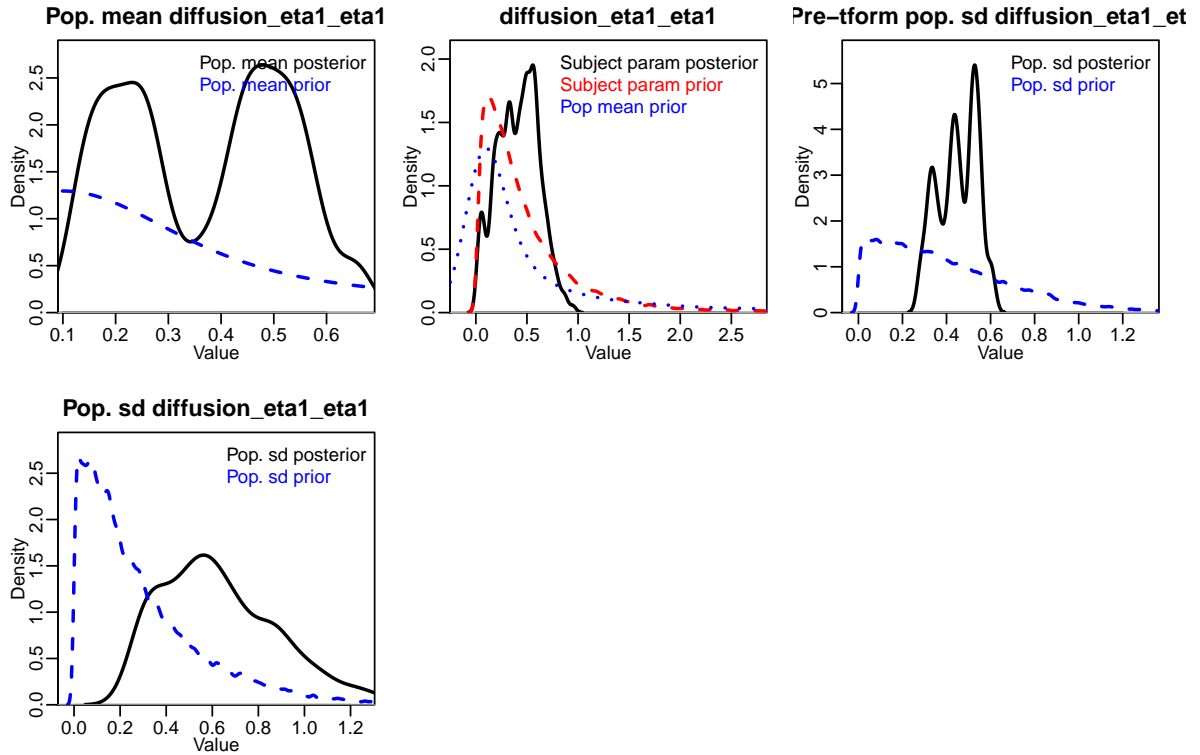 Pop. mean diffusion_eta1_eta1
Pop. mean posterior
Pop. mean prior
Density
0.0 0.5 1.0 1.5 2.0 2.5
0.1 0.2 0.3 0.4 0.5 0.6
Value
diffusion_eta1_eta1
Subject param posterior
Subject param prior
Pop mean prior
Density
0.0 0.5 1.0 1.5 2.0
0.0 0.5 1.0 1.5 2.0 2.5
Value
Pre−tform pop. sd diffusion_eta1_et
Pop. sd posterior
Pop. sd prior
Density
0 1 2 3 4 5
0.0 0.2 0.4 0.6 0.8 1.0 1.2
Value
Pop. sd diffusion_eta1_eta1
Pop. sd posterior
Pop. sd prior
Density
0.0 0.5 1.0 1.5 2.0 2.5
0.0 0.2 0.4 0.6 0.8 1.0 1.2
Value